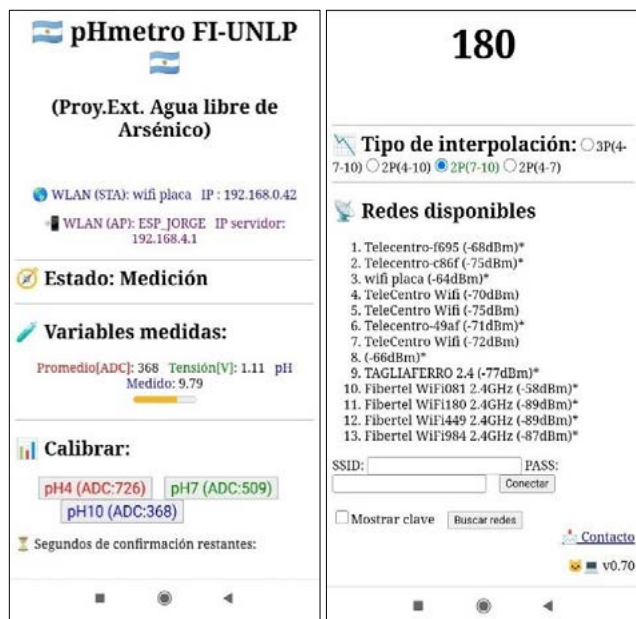 pHmetro FI-UNLP
(Proy.Ext. Agua libre de
Arsénico)
WLAN (STA): wifi placa IP : 192.168.0.42
WLAN (AP): ESP_JORGE IP servidor:
192.168.4.1
Estado: Medición
Variables medidas:
Promedio[ADC]: 368 Tensión[V]: 1.11 pH
Medido: 9.79
Calibrar:
pH4 (ADC:726) pH7 (ADC:509)
pH10 (ADC:368)
Segundos de confirmación restantes:
180
Tipo de interpolación: 3P(4-
7-10) 2P(4-10) 2P(7-10) 2P(4-7)
Redes disponibles
1. Telecentro-f695 (-68dBm)*
2. Telecentro-c86f (-75dBm)*
3. wifi placa (-64dBm)*
4. TeleCentro Wifi (-70dBm)
5. TeleCentro Wifi (-75dBm)
6. Telecentro-49af (-71dBm)*
7. TeleCentro Wifi (-72dBm)
8. (-66dBm)*
9. TAGLIAFERRO 2.4 (-77dBm)*
10. Fibertel WiFi081 2.4GHz (-58dBm)*
11. Fibertel WiFi180 2.4GHz (-89dBm)*
12. Fibertel WiFi449 2.4GHz (-89dBm)*
13. Fibertel WiFi984 2.4GHz (-87dBm)*
SSID: PASS:
Conectar
Mostrar clave Buscar redes
Contacto
v0.70